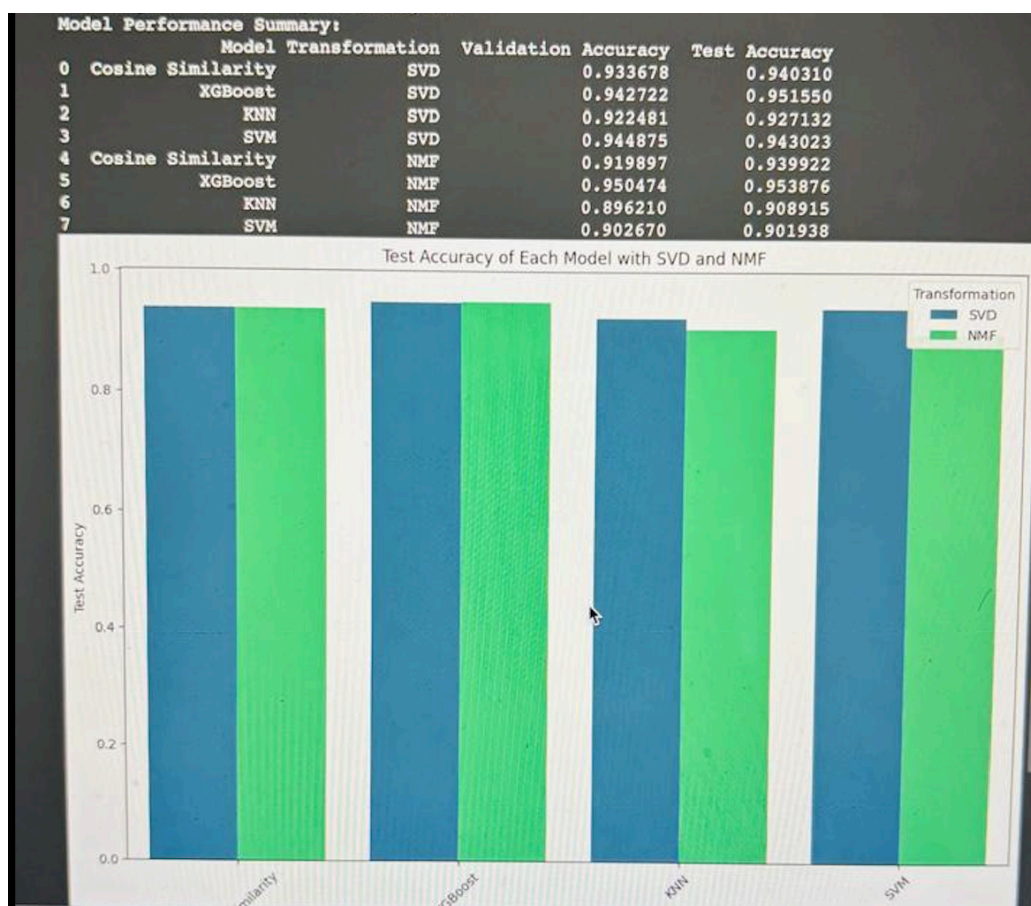 Model Performance Summary:
Model Transformation Validation Accuracy Test Accuracy
0 Cosine Similarity SVD 0.933678 0.940310
1 XGBoost SVD 0.942722 0.951550
2 KNN SVD 0.922481 0.927132
3 SVM SVD 0.944875 0.943023
4 Cosine Similarity NMF 0.919897 0.939922
5 XGBoost NMF 0.950474 0.953876
6 KNN NMF 0.896210 0.908915
7 SVM NMF 0.902670 0.901938
Test Accuracy of Each Model with SVD and NMF
Transformation
SVD
NMF
1.0
0.8
0.6
0.4
0.2
0.0
Test Accuracy
milarity
GBoost
KNN
SVM